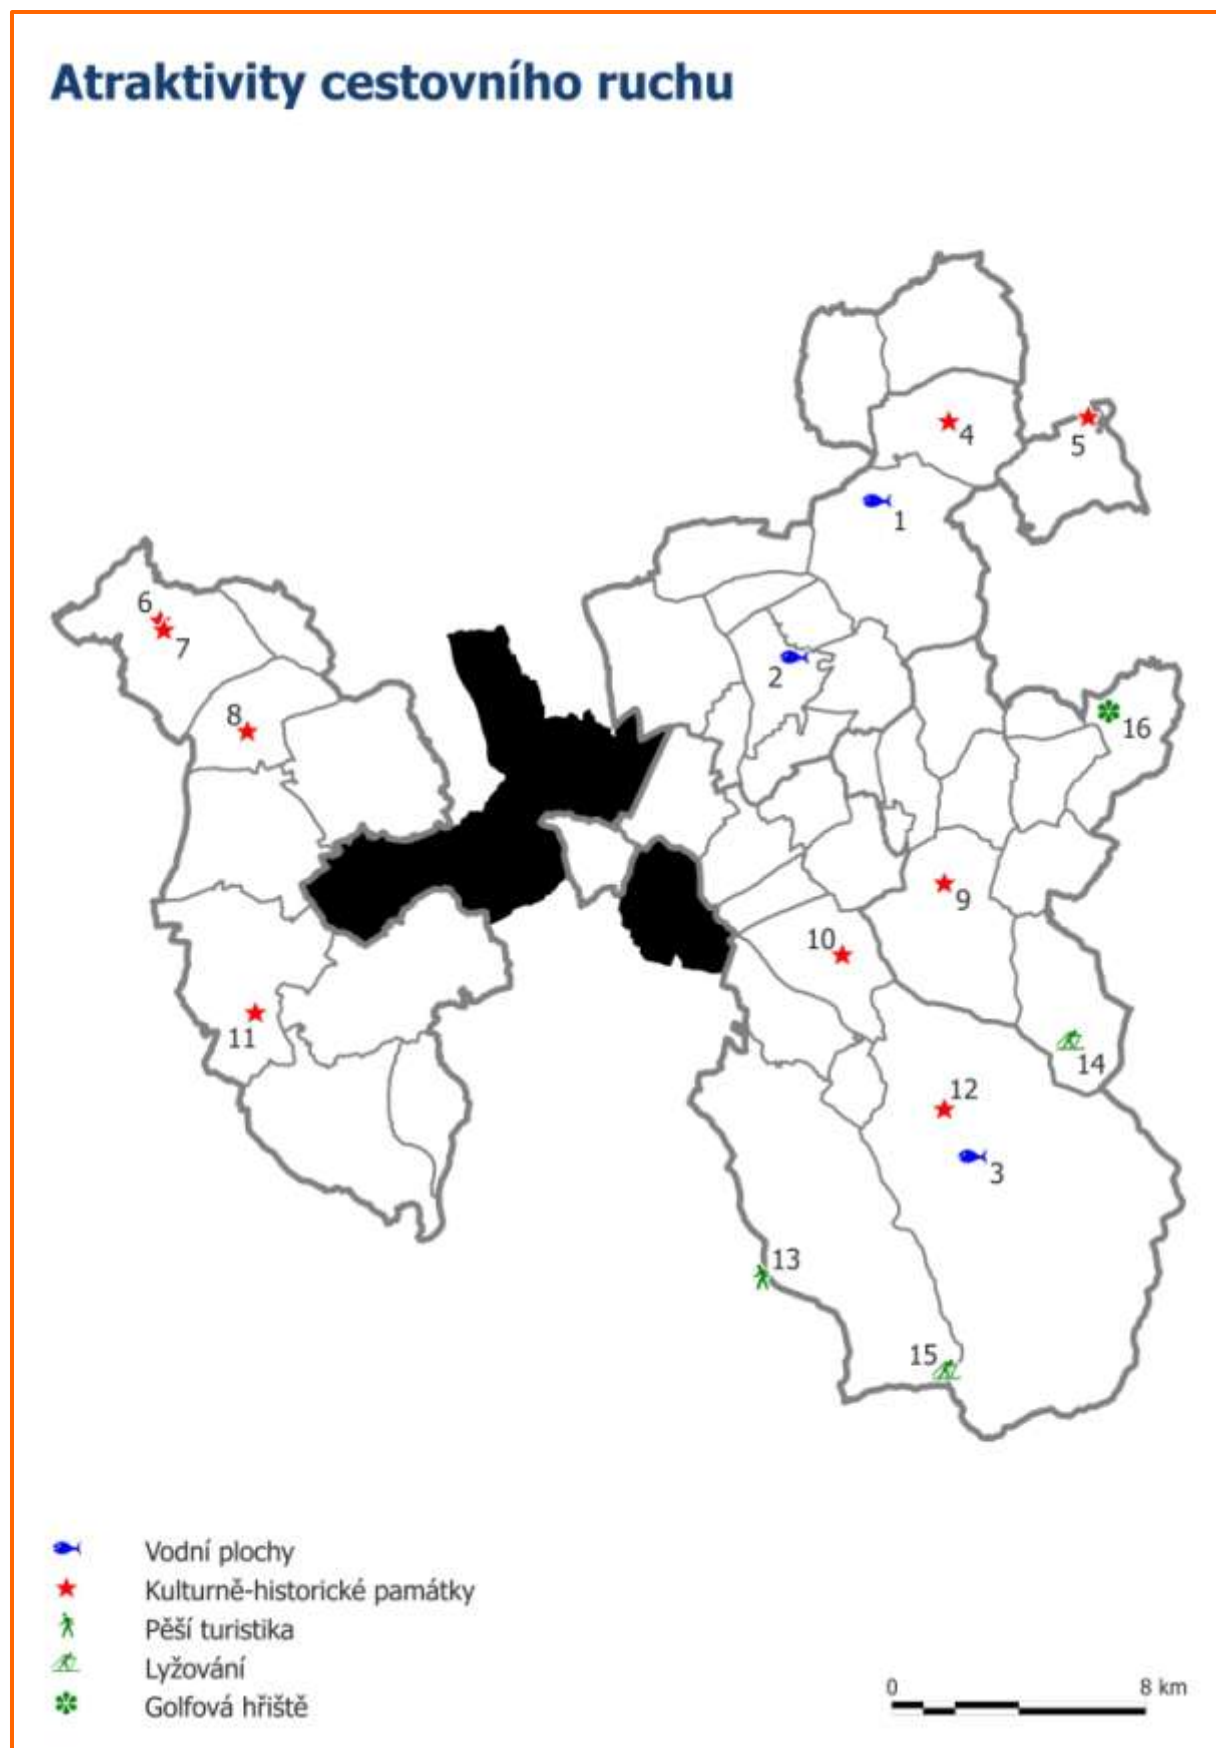 Atraktivity cestovního ruchu
4
5
1
6
7
2
8
16
9
10
11
14
12
3
13
15
Vodní plochy
Kulturně-historické památky
Pěší turistika
Lyžování
Golfová hřiště
0 8 km